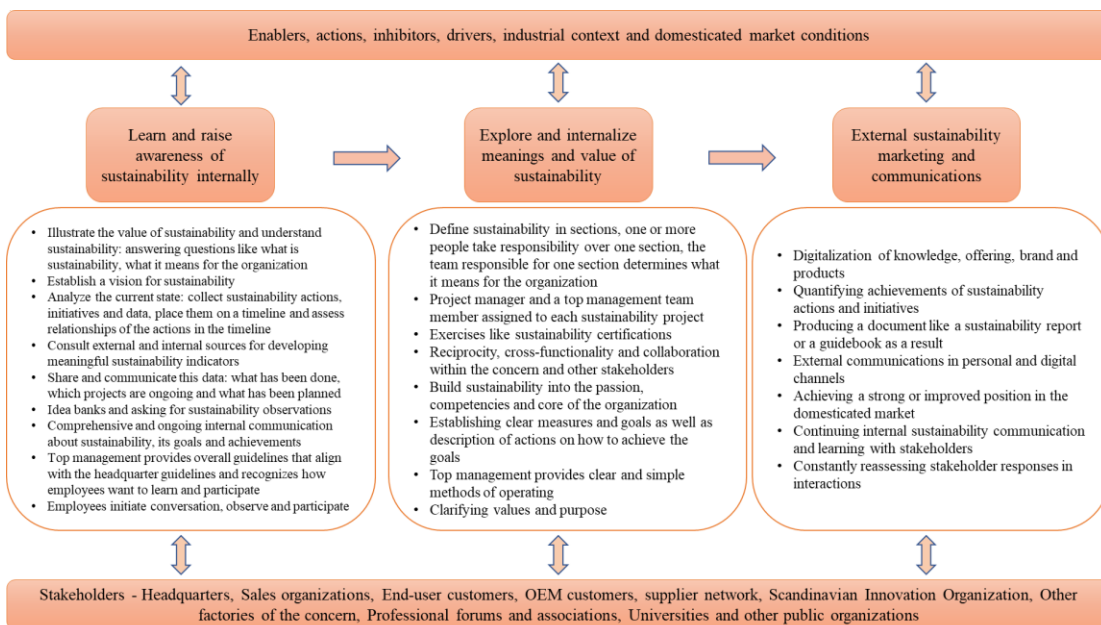 Enablers, actions, inhibitors, drivers, industrial context and domesticated market conditions
Learn and raise
awareness of
sustainability internally
Explore and internalize
meanings and value of
sustainability
External sustainability
marketing and
communications
• Illustrate the value of sustainability and understand
sustainability: answering questions like what is
sustainability, what it means for the organization
• Establish a vision for sustainability
• Analyze the current state: collect sustainability actions,
initiatives and data, place them on a timeline and assess
relationships of the actions in the timeline
• Consult external and internal sources for developing
meaningful sustainability indicators
• Share and communicate this data: what has been done,
which projects are ongoing and what has been planned
• Idea banks and asking for sustainability observations
• Comprehensive and ongoing internal communication
about sustainability, its goals and achievements
• Top management provides overall guidelines that align
with the headquarter guidelines and recognizes how
employees want to learn and participate
• Employees initiate conversation, observe and participate
• Define sustainability in sections, one or more
people take responsibility over one section, the
team responsible for one section determines what
it means for the organization
• Project manager and a top management team
member assigned to each sustainability project
• Exercises like sustainability certifications
• Reciprocity, cross-functionality and collaboration
within the concern and other stakeholders
• Build sustainability into the passion,
competencies and core of the organization
• Establishing clear measures and goals as well as
description of actions on how to achieve the
goals
• Top management provides clear and simple
methods of operating
• Clarifying values and purpose
• Digitalization of knowledge, offering, brand and
products
• Quantifying achievements of sustainability
actions and initiatives
• Producing a document like a sustainability report
or a guidebook as a result
• External communications in personal and digital
channels
• Achieving a strong or improved position in the
domesticated market
• Continuing internal sustainability communication
and learning with stakeholders
• Constantly reassessing stakeholder responses in
interactions
Stakeholders - Headquarters, Sales organizations, End-user customers, OEM customers, supplier network, Scandinavian Innovation Organization, Other
factories of the concern, Professional forums and associations, Universities and other public organizations